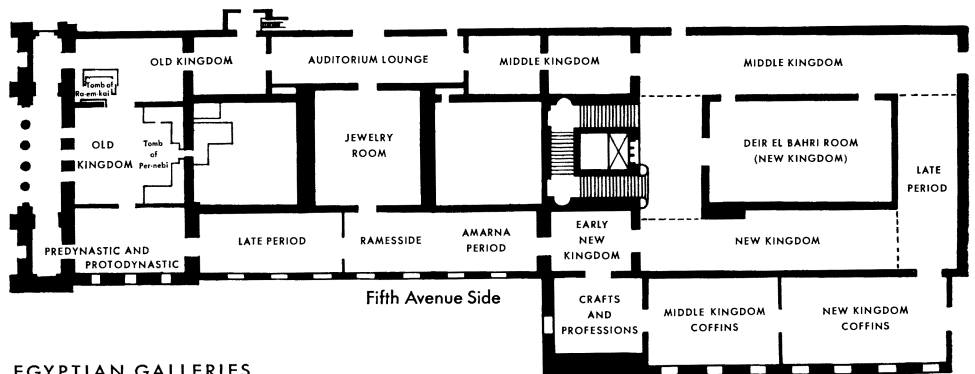 OLD KINGDOM
AUDITORIUM LOUNGE
MIDDLE KINGDOM
MIDDLE KINGDOM
Tomb of
Ra-em-kai
OLD
KINGDOM
Tomb
of
Per-nebi
JEWELRY
ROOM
DEIR EL BAHRI ROOM
(NEW KINGDOM)
LATE
PERIOD
PREDYNASTIC AND
PROTODYNASTIC
LATE PERIOD
RAMESSIDE
AMARNA
PERIOD
EARLY
NEW
KINGDOM
NEW KINGDOM
Fifth Avenue Side
CRAFTS
AND
PROFESSIONS
MIDDLE KINGDOM
COFFINS
NEW KINGDOM
COFFINS
EGYPTIAN GALLERIES